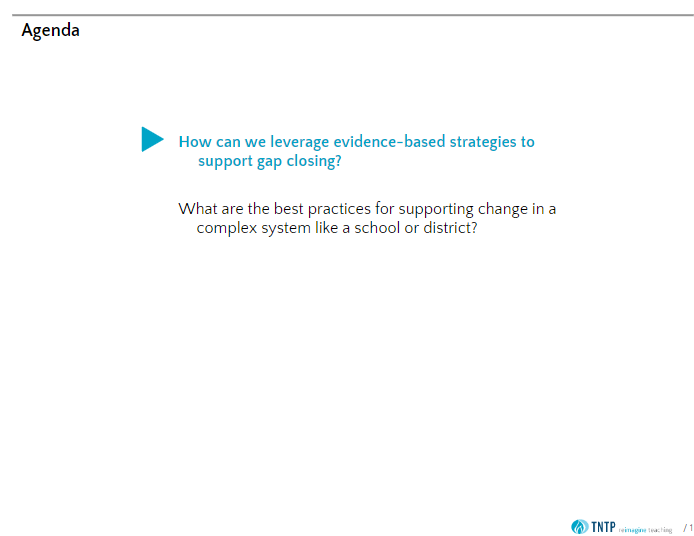 Agenda
How can we leverage evidence-based strategies to
support gap closing?
What are the best practices for supporting change in a
complex system like a school or district?
TNTP reimagine teaching / 1